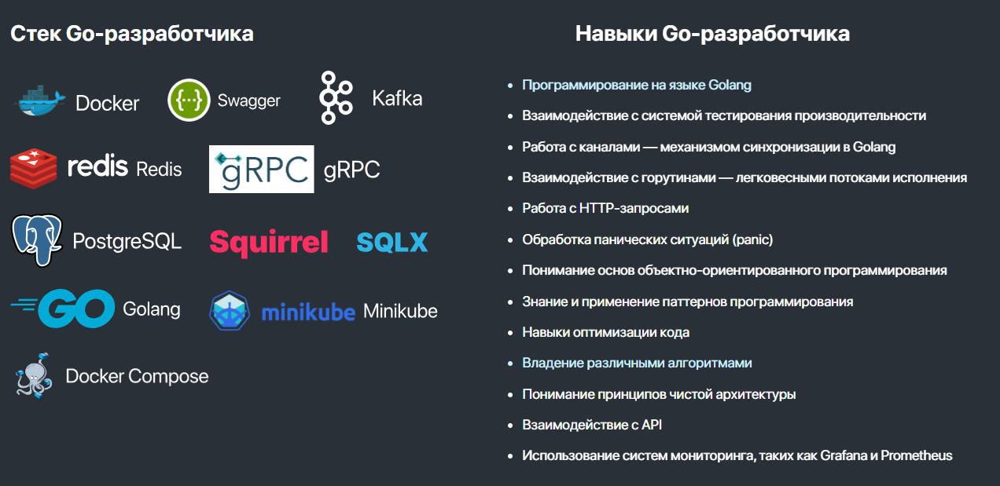 Стек Go-разработчика
Docker
Swagger
Kafka
redis Redis
gRPC gRPC
PostgreSQL
Squirrel
SQLX
GO Golang
minikube Minikube
Docker Compose
Навыки Go-разработчика
Программирование на языке Golang
Взаимодействие с системой тестирования производительности
Работа с каналами — механизмом синхронизации в Golang
Взаимодействие с горутинами — легковесными потоками исполнения
Работа с HTTP-запросами
Обработка панических ситуаций (panic)
Понимание основ объектно-ориентированного программирования
Знание и применение паттернов программирования
Навыки оптимизации кода
Владение различными алгоритмами
Понимание принципов чистой архитектуры
Взаимодействие с API
Использование систем мониторинга, таких как Grafana и Prometheus